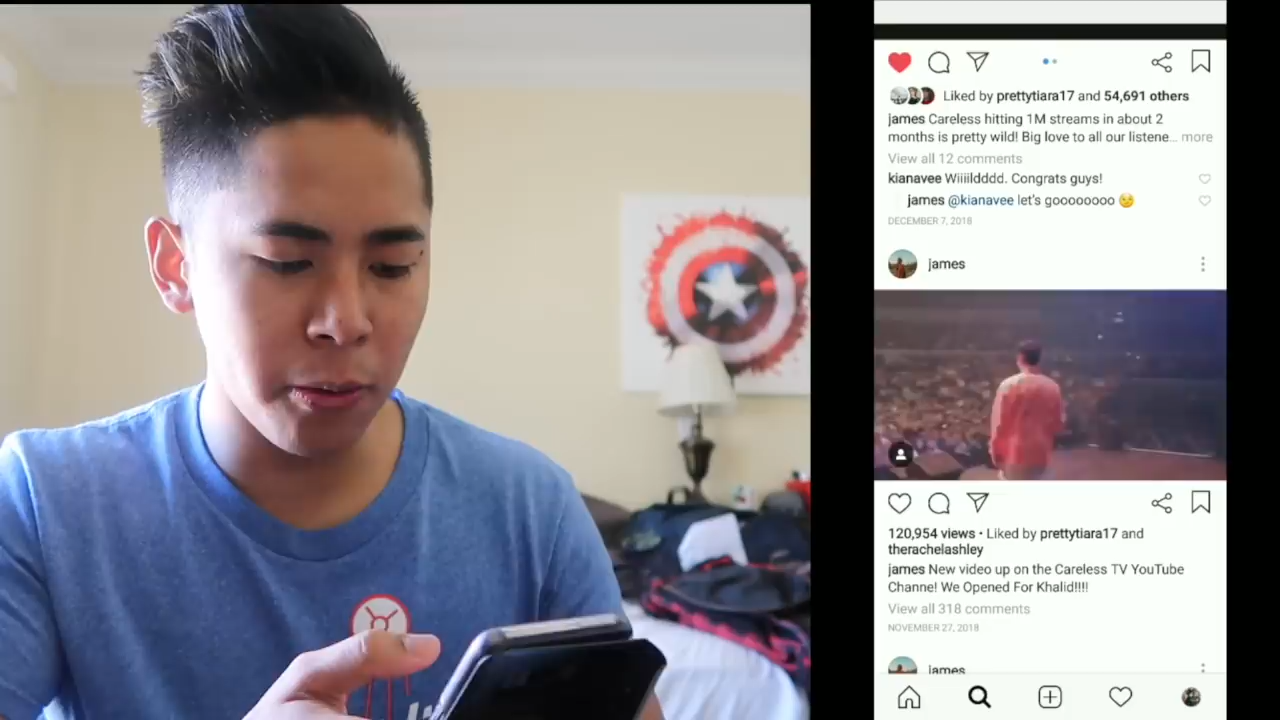 Liked by prettytiara17 and 54,691 others
james Careless hitting 1M streams in about 2
months is pretty wild! Big love to all our listene... more
View all 12 comments
kianavee Wiiiildddd. Congrats guys!
james @kianavee let's goooooooo 😏
DECEMBER 7, 2018
james
120,954 views • Liked by prettytiara17 and
therachelashley
james New video up on the Careless TV YouTube
Channe! We Opened For Khalid!!!!
View all 318 comments
NOVEMBER 27, 2018
james